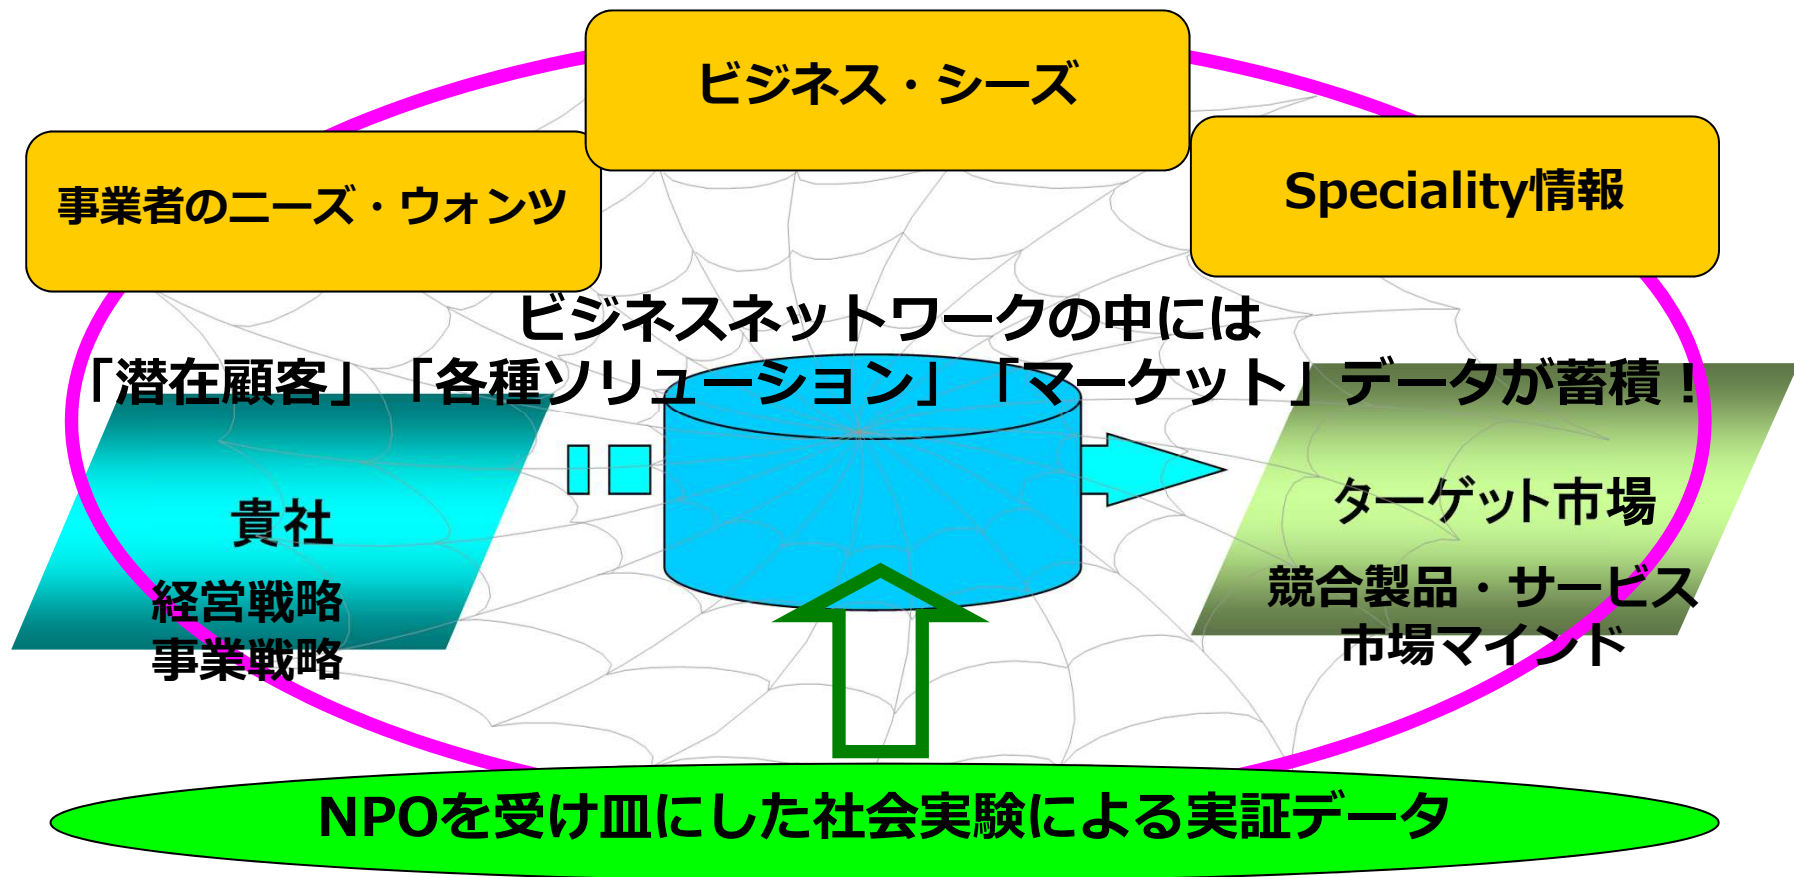 ビジネス・シーズ
事業者のニーズ・ウォンツ
Speciality情報
ビジネスネットワークの中には
「潜在顧客」「各種ソリューション」「マーケット」データが蓄積！
貴社
経営戦略
事業戦略
ターゲット市場
競合製品・サービス
市場マインド
NPOを受け皿にした社会実験による実証データ